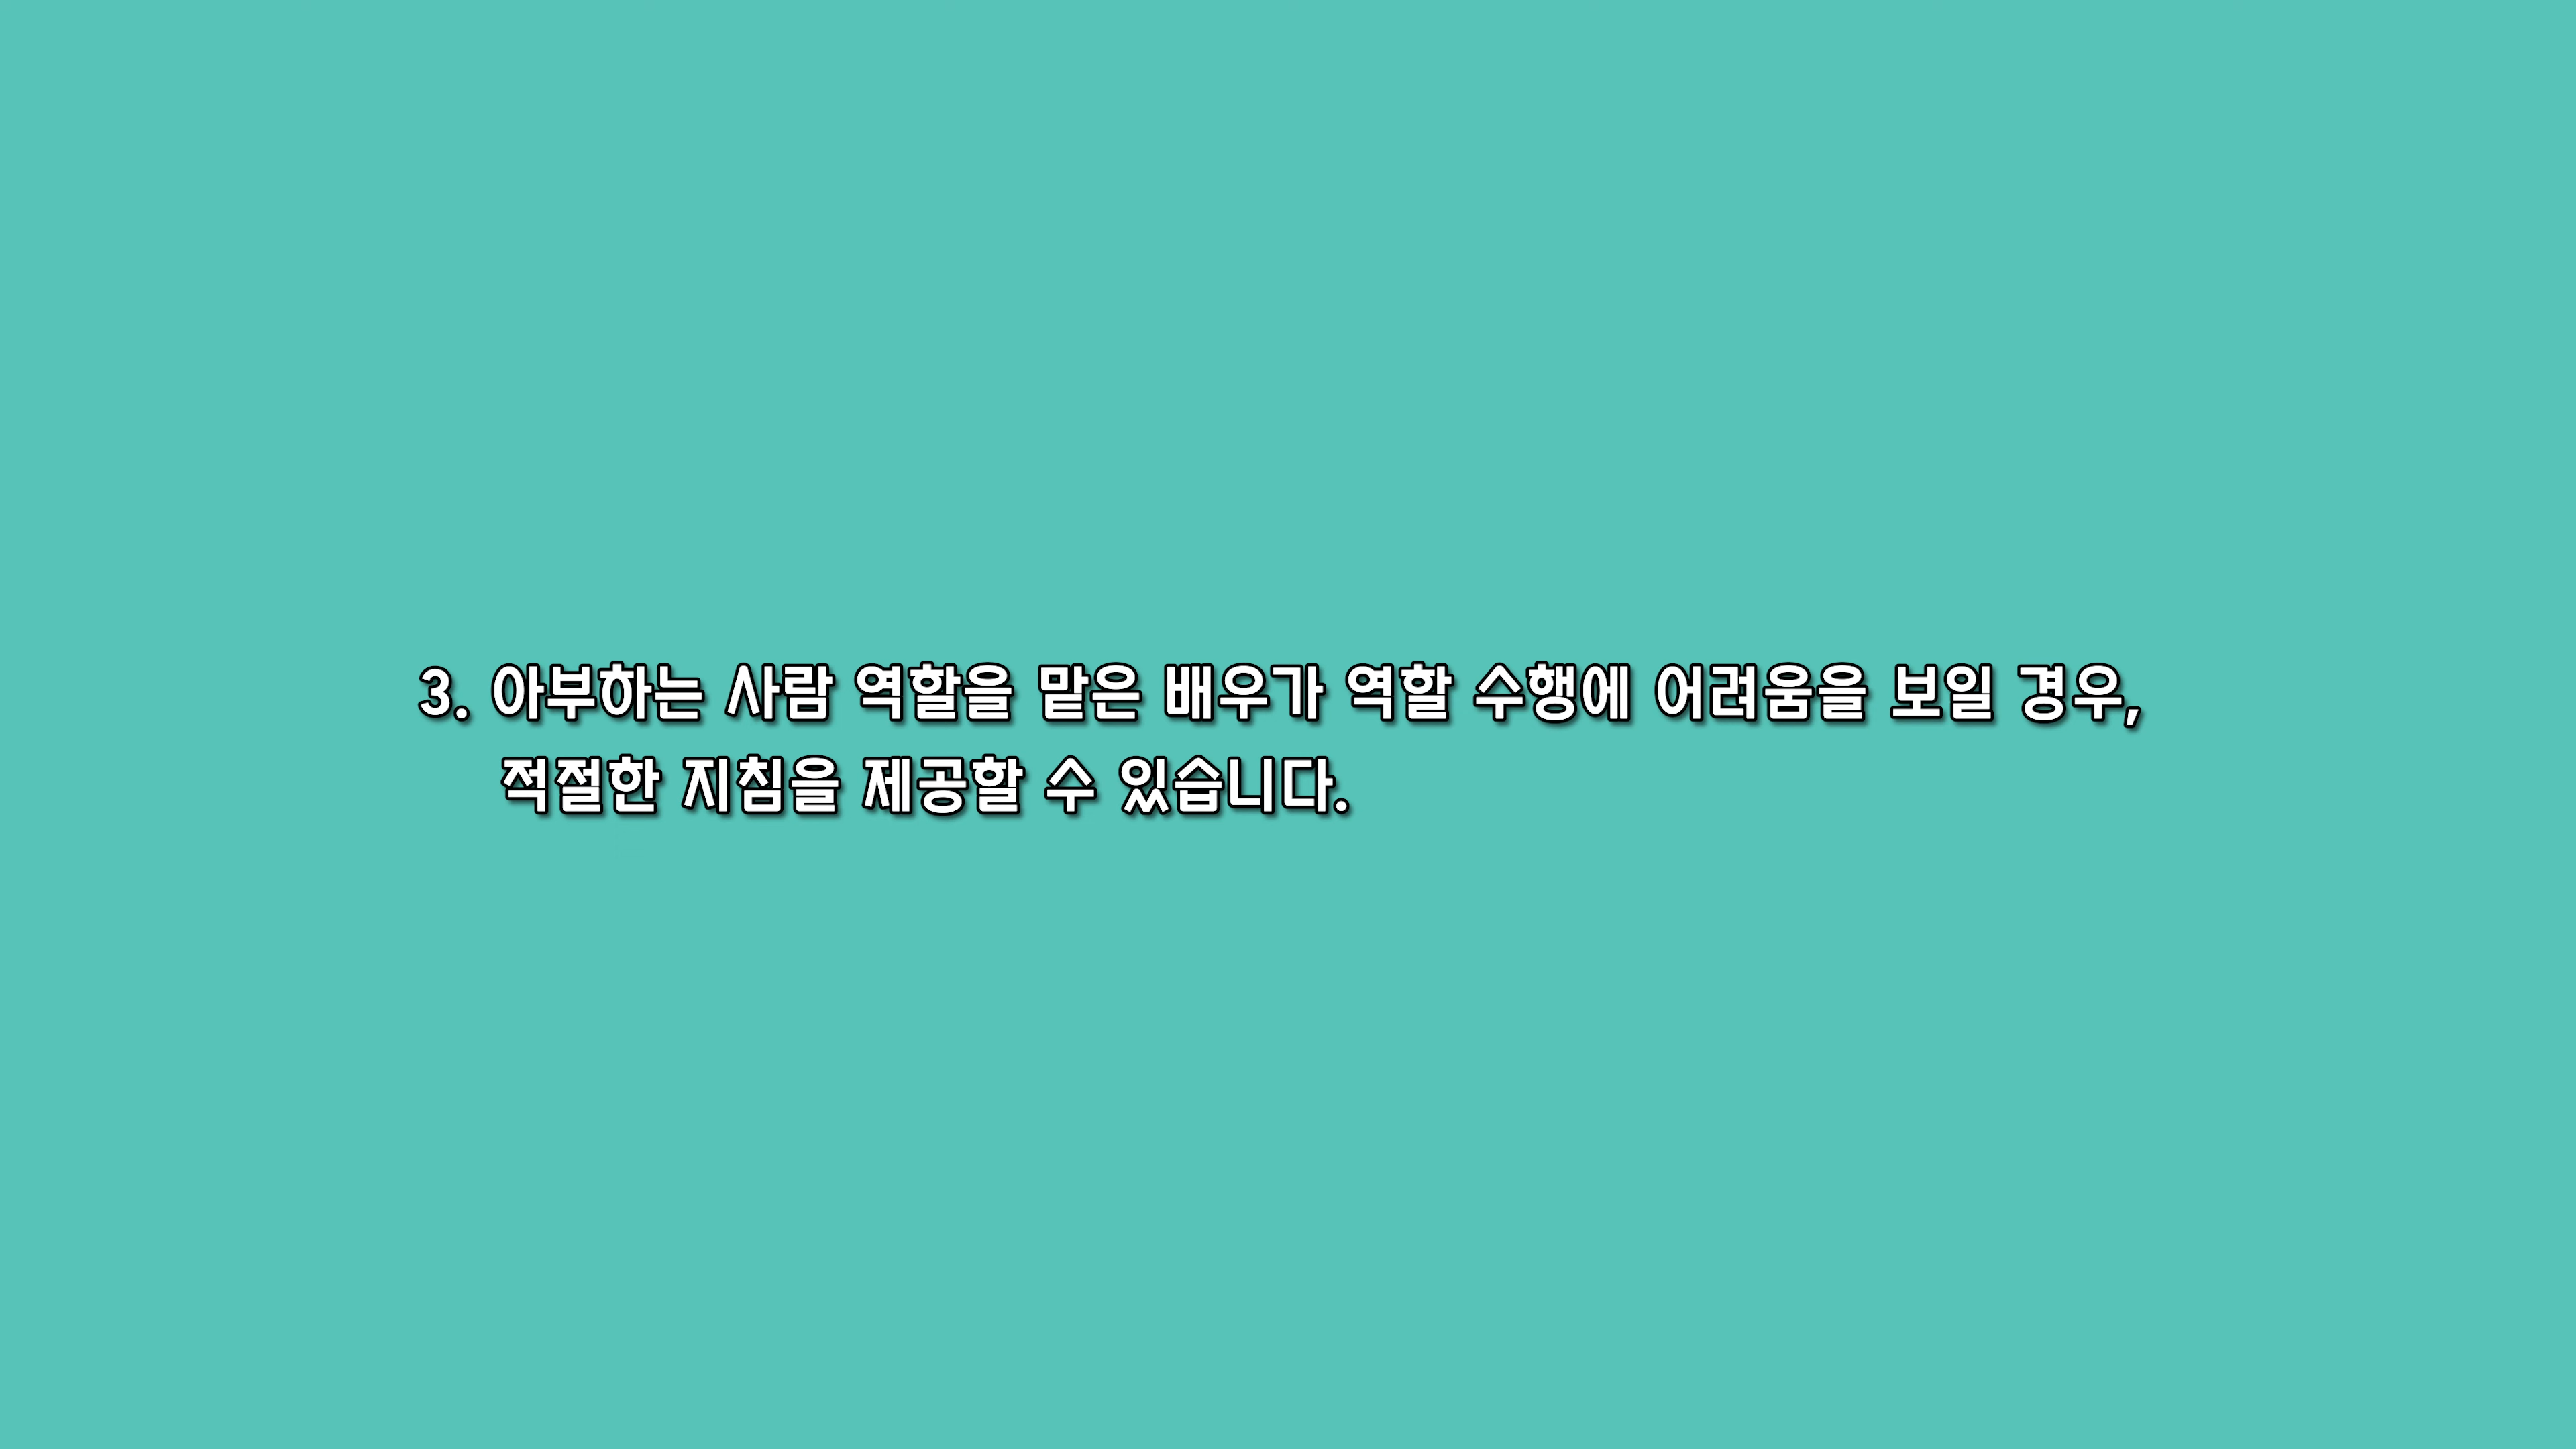 3. 아부하는 사람 역할을 맡은 배우가 역할 수행에 어려움을 보일 경우,
적절한 지침을 제공할 수 있습니다.